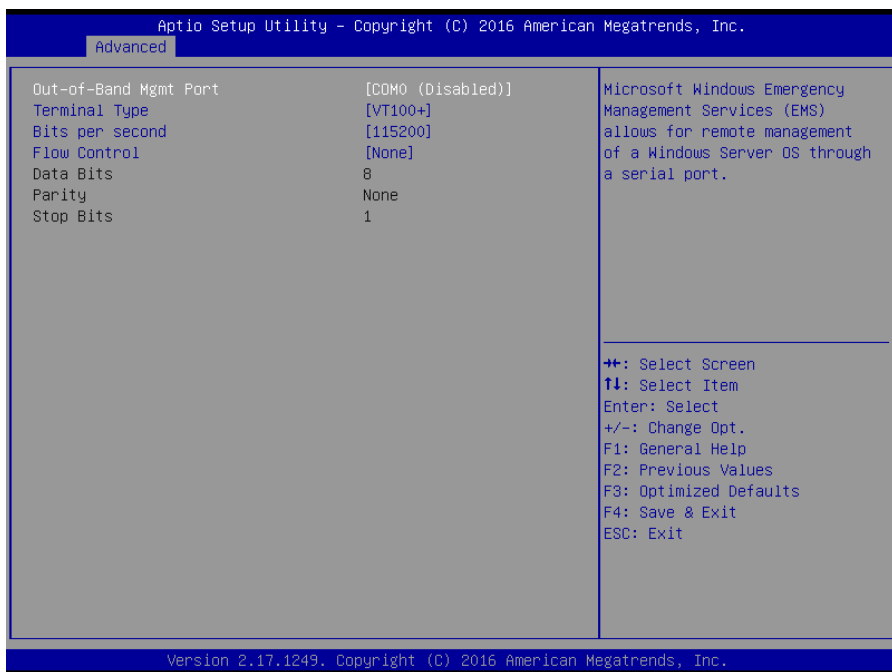 Aptio Setup Utility – Copyright (C) 2016 American Megatrends, Inc.
Advanced
Out-of-Band Mgmt Port [COM0 (Disabled)]
Terminal Type [VT100+]
Bits per second [115200]
Flow Control [None]
Data Bits 8
Parity None
Stop Bits 1
Microsoft Windows Emergency
Management Services (EMS)
allows for remote management
of a Windows Server OS through
a serial port.
→←: Select Screen
↑↓: Select Item
Enter: Select
+/-: Change Opt.
F1: General Help
F2: Previous Values
F3: Optimized Defaults
F4: Save & Exit
ESC: Exit
Version 2.17.1249. Copyright (C) 2016 American Megatrends, Inc.